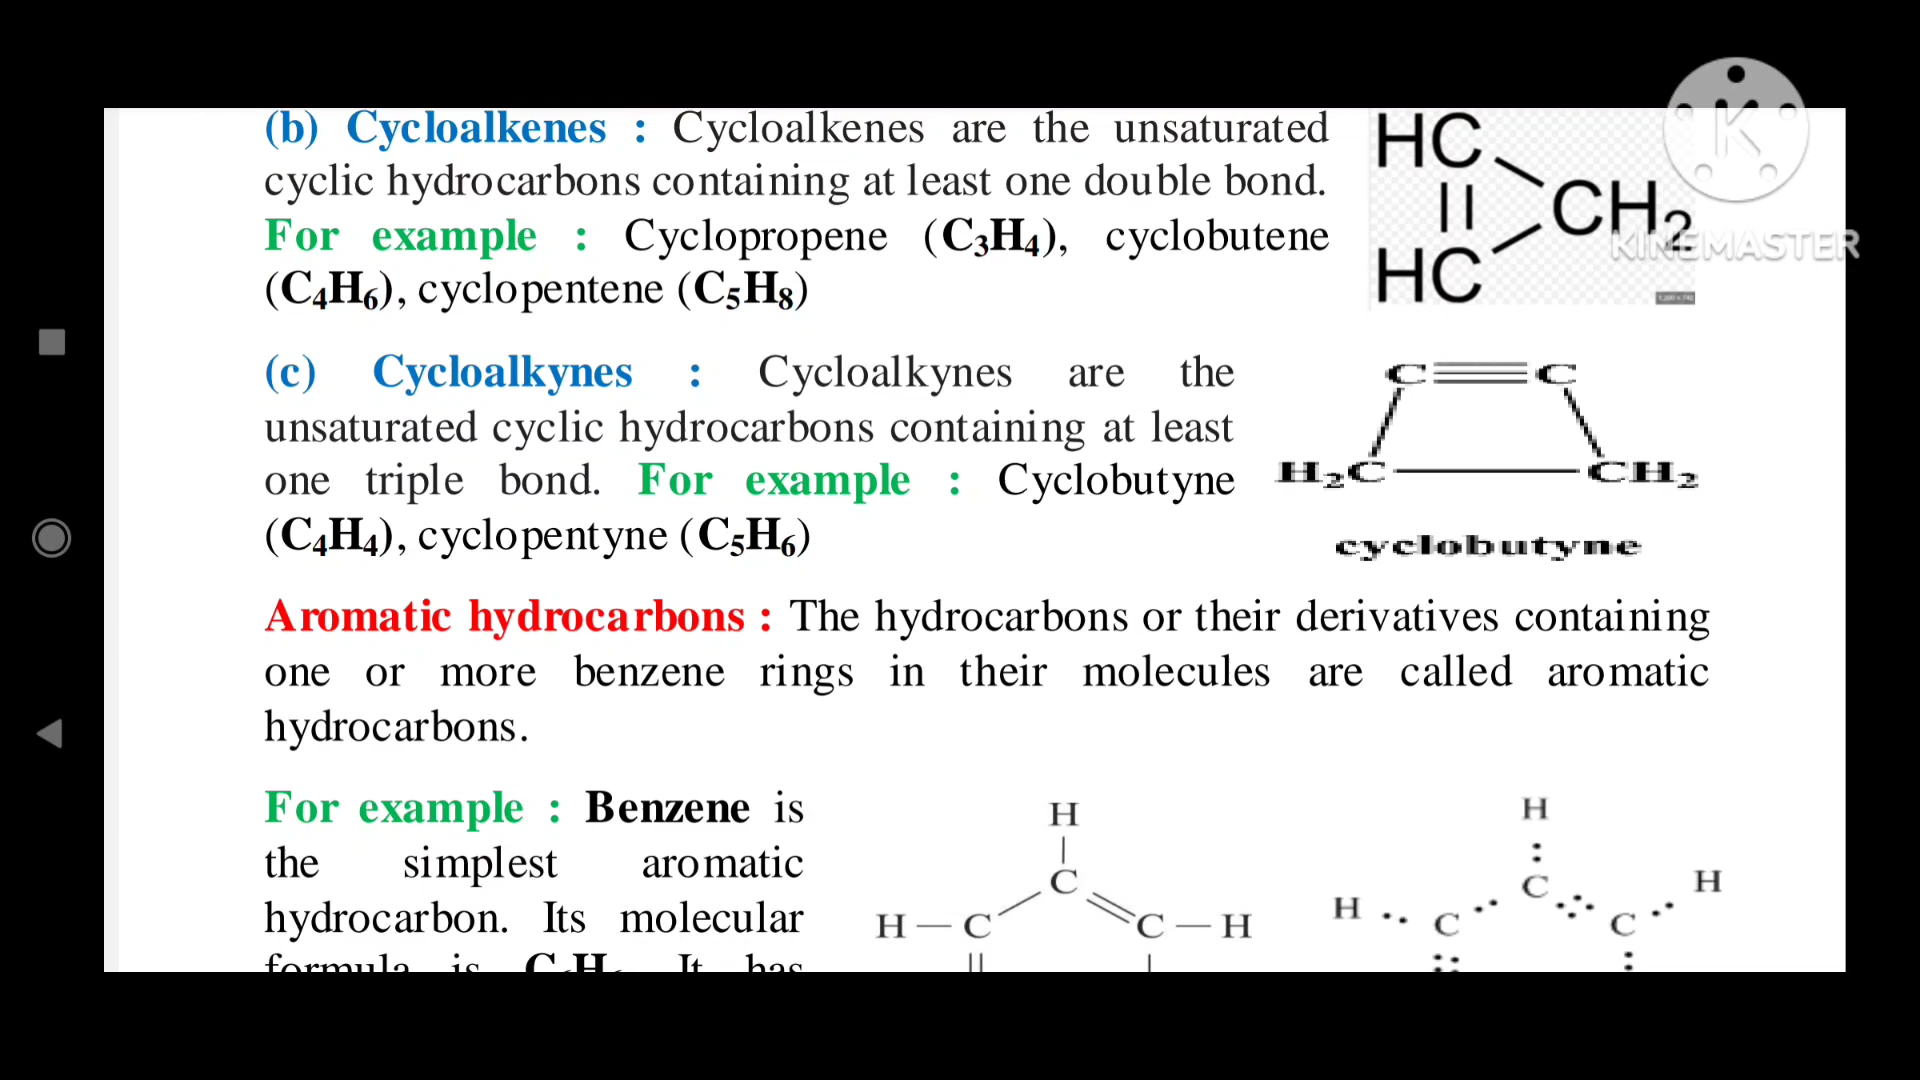 (b) Cycloalkenes : Cycloalkenes are the unsaturated
cyclic hydrocarbons containing at least one double bond.
For example : Cyclopropene (C₃H₄), cyclobutene
(C₄H₆), cyclopentene (C₅H₈)
HC
CH₂
HC
K
KINEMASTER
(c) Cycloalkynes : Cycloalkynes are the
unsaturated cyclic hydrocarbons containing at least
one triple bond. For example : Cyclobutyne
(C₄H₄), cyclopentyne (C₅H₆)
C C
H₂C CH₂
cyclobutyne
Aromatic hydrocarbons : The hydrocarbons or their derivatives containing
one or more benzene rings in their molecules are called aromatic
hydrocarbons.
For example : Benzene is
the simplest aromatic
hydrocarbon. Its molecular
formula is It has
H
C
H C C H
H
C H
H C C